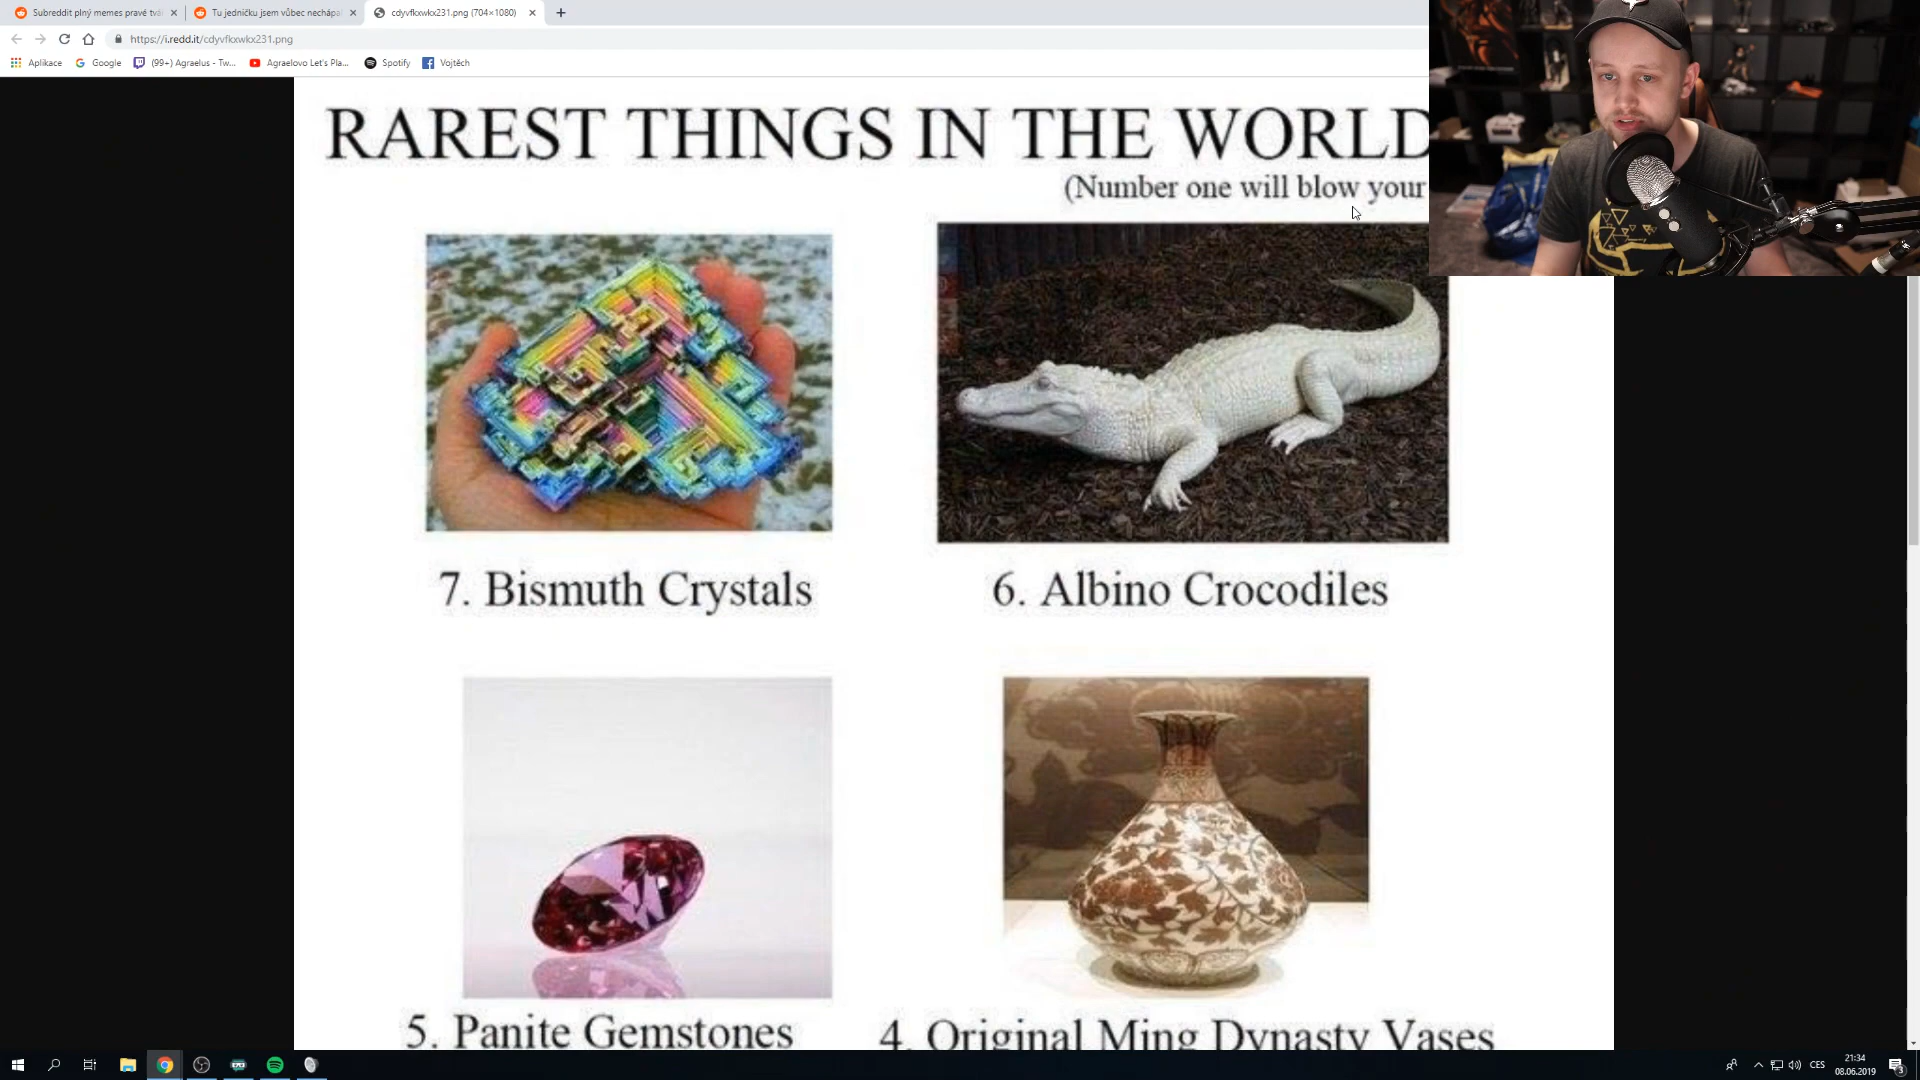 Subreddit plný memes pravé tvá
Tu jedničku jsem vůbec nechápa
cdyvfkxwkx231.png (704×1080)
https://i.redd.it/cdyvfkxwkx231.png
Aplikace
Google
(99+) Agraelus - Tw...
Agraelovo Let's Pla...
Spotify
Vojtěch
RAREST THINGS IN THE WORLD
(Number one will blow your
7. Bismuth Crystals
6. Albino Crocodiles
5. Panite Gemstones
4. Original Ming Dynasty Vases
CES
21:34
08.06.2019